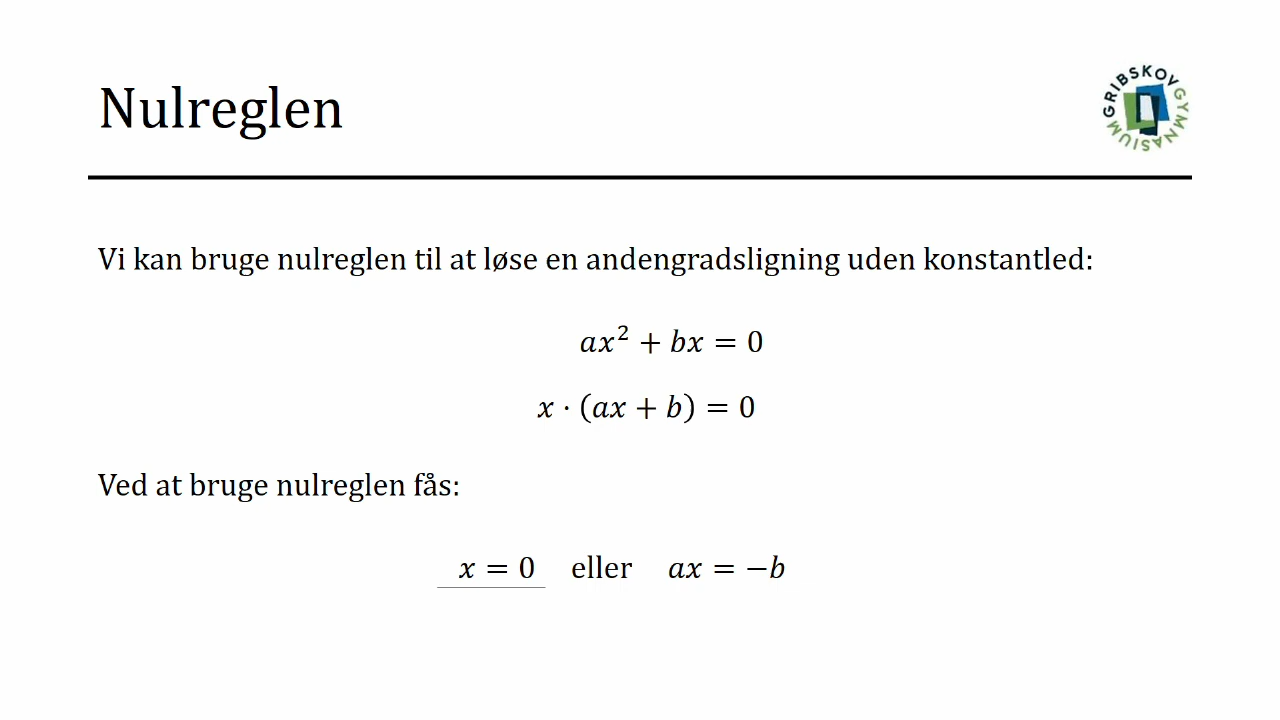 Nulreglen
GRIBSKOV GYMNASIUM
Vi kan bruge nulreglen til at løse en andengradsligning uden konstantled:
𝑎𝑥² + 𝑏𝑥 = 0
𝑥 · (𝑎𝑥 + 𝑏) = 0
Ved at bruge nulreglen fås:
𝑥 = 0 eller 𝑎𝑥 = −𝑏